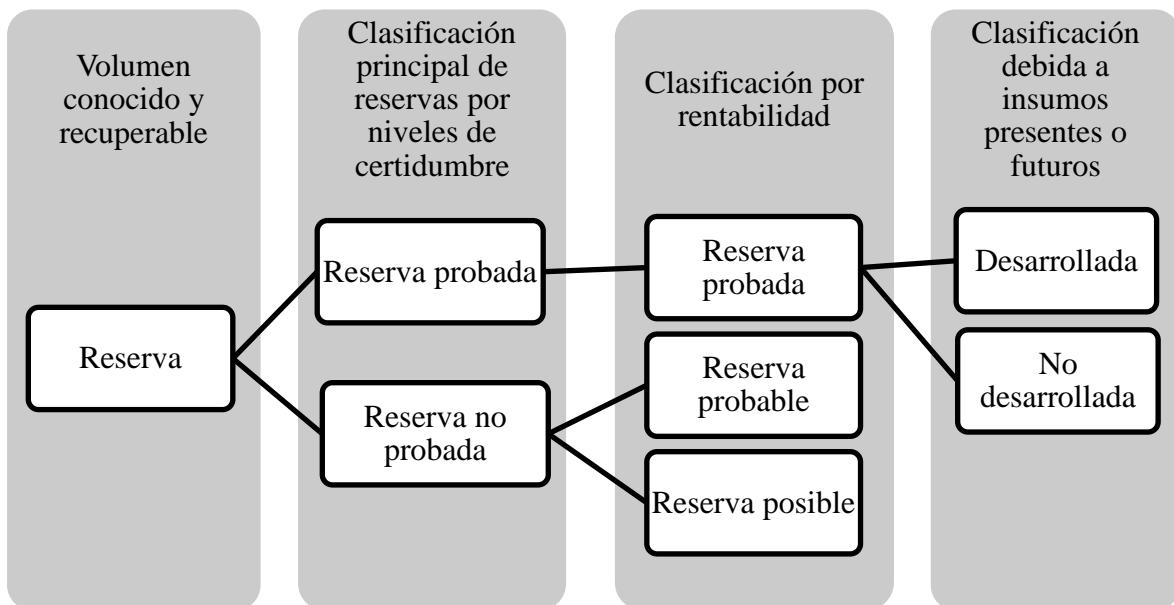 Volumen
conocido y
recuperable
Clasificación
principal de
reservas por
niveles de
certidumbre
Clasificación por
rentabilidad
Clasificación
debida a
insumos
presentes o
futuros
Reserva
Reserva probada
Reserva no
probada
Reserva
probada
Reserva
probable
Reserva posible
Desarrollada
No
desarrollada